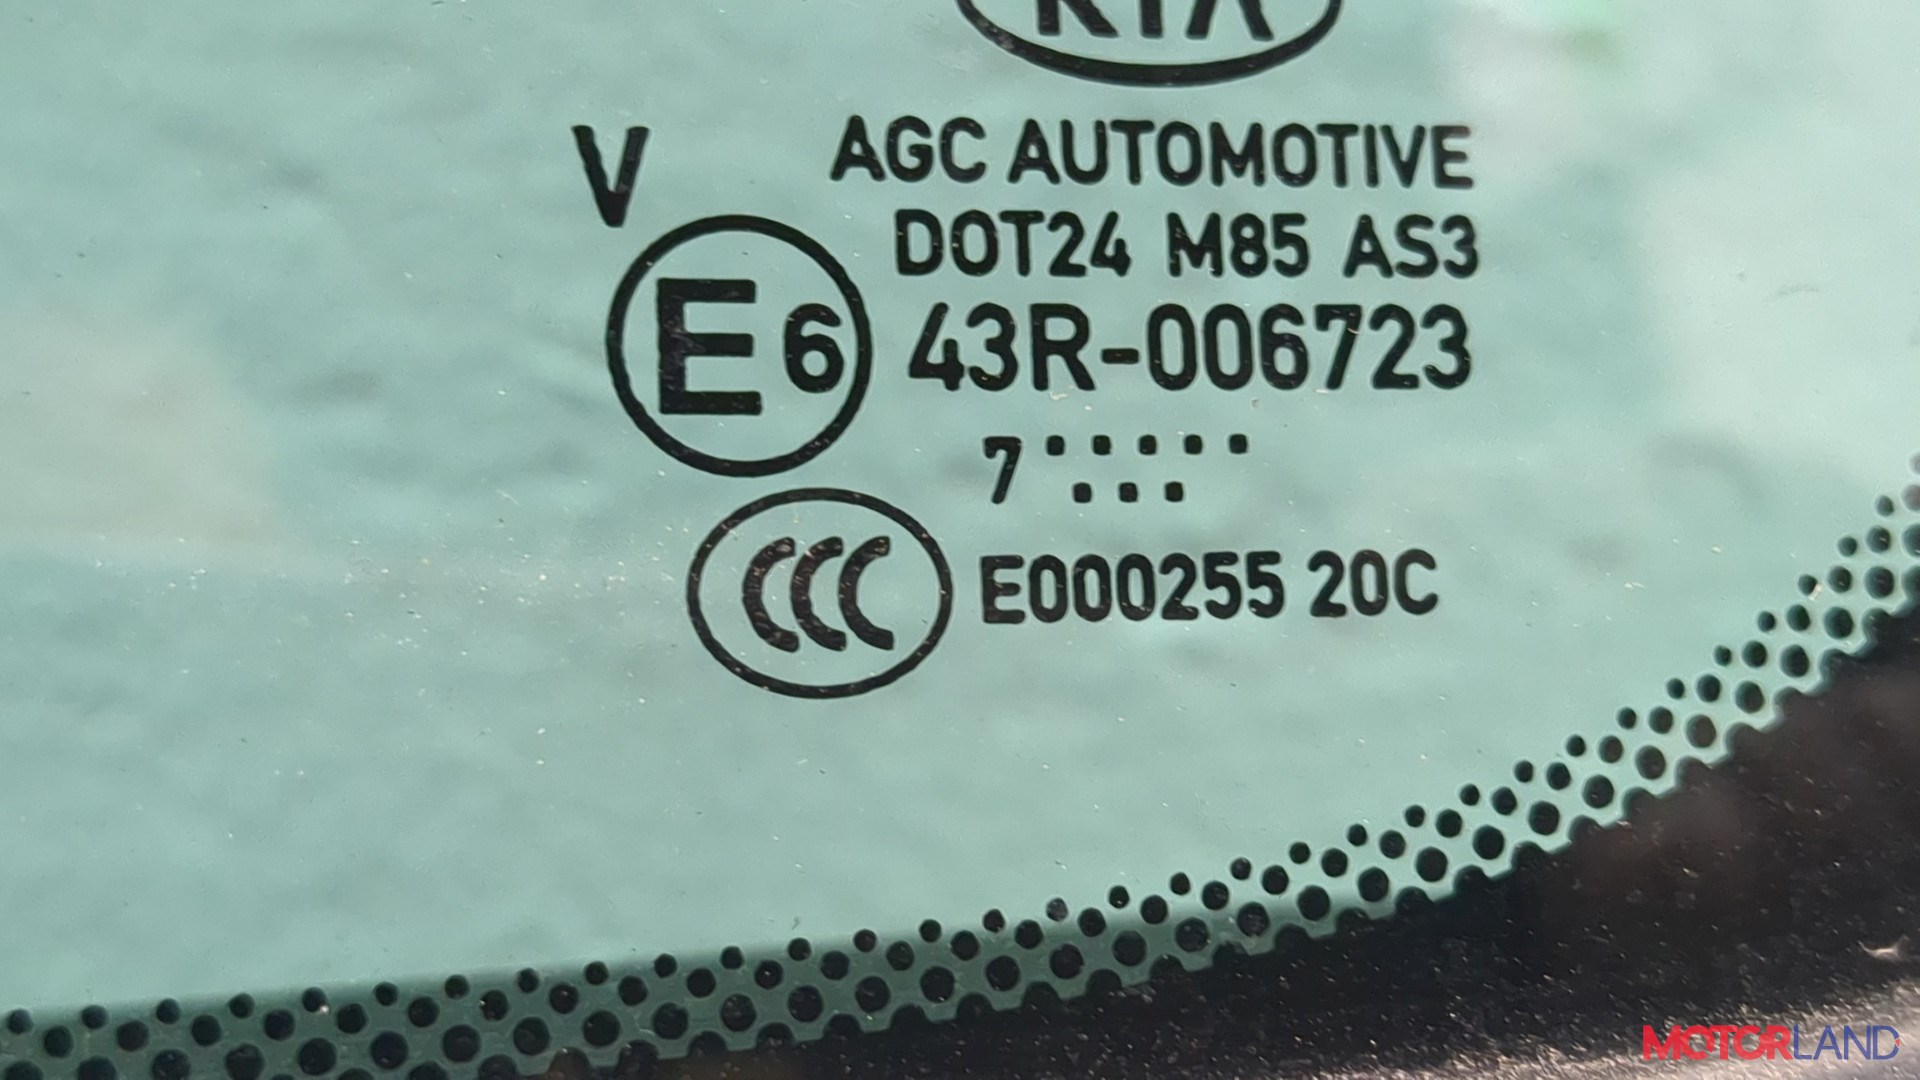 KIA
V
AGC AUTOMOTIVE
DOT24 M85 AS3
E6 43R-006723
7
CCC E000255 20C
MOTORLAND